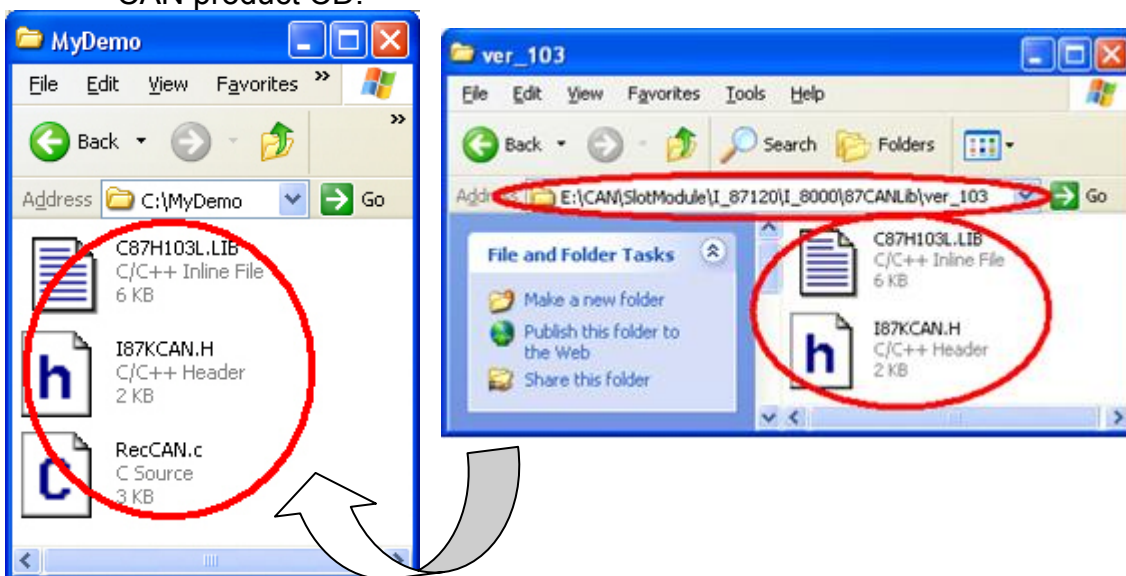 CAN product CD.
MyDemo
File Edit View Favorites »
Back »
Address C:\MyDemo Go
C87H103L.LIB
C/C++ Inline File
6 KB
I87KCAN.H
C/C++ Header
2 KB
RecCAN.c
C Source
3 KB
ver_103
File Edit View Favorites Tools Help
Back Search Folders
Address E:\CAN\SlotModule\I_87120\I_8000\87CANLib\ver_103 Go
File and Folder Tasks
Make a new folder
Publish this folder to
the Web
Share this folder
C87H103L.LIB
C/C++ Inline File
6 KB
I87KCAN.H
C/C++ Header
2 KB